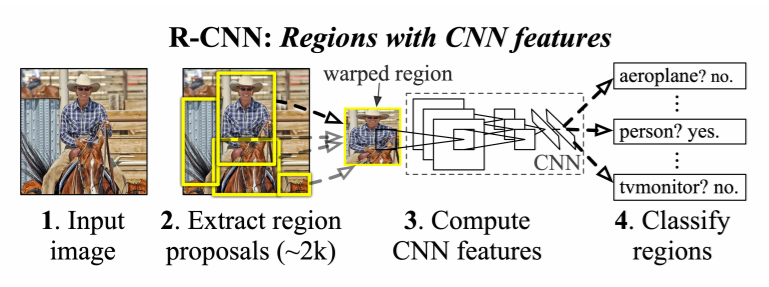 R-CNN: Regions with CNN features
warped region
aeroplane? no.
⋮
person? yes.
⋮
tvmonitor? no.
CNN
1. Input
image
2. Extract region
proposals (~2k)
3. Compute
CNN features
4. Classify
regions